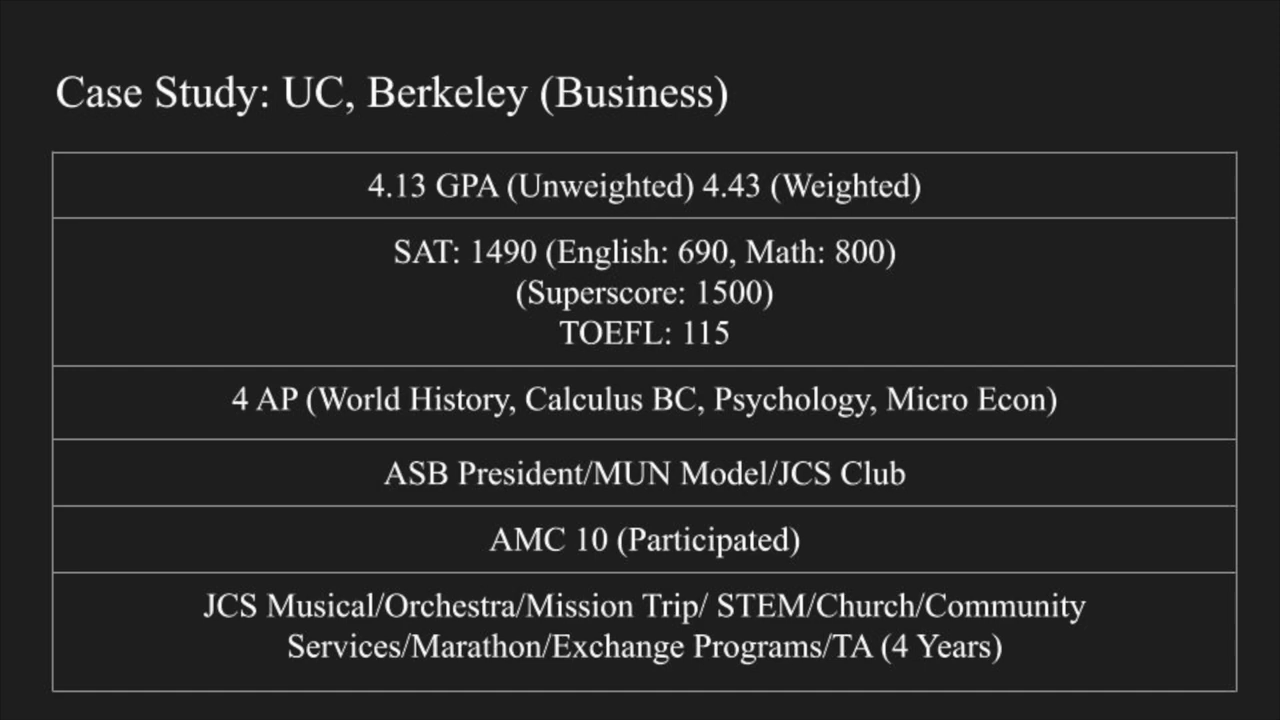 Case Study: UC, Berkeley (Business)
4.13 GPA (Unweighted) 4.43 (Weighted)
SAT: 1490 (English: 690, Math: 800)
(Superscore: 1500)
TOEFL: 115
4 AP (World History, Calculus BC, Psychology, Micro Econ)
ASB President/MUN Model/JCS Club
AMC 10 (Participated)
JCS Musical/Orchestra/Mission Trip/ STEM/Church/Community
Services/Marathon/Exchange Programs/TA (4 Years)